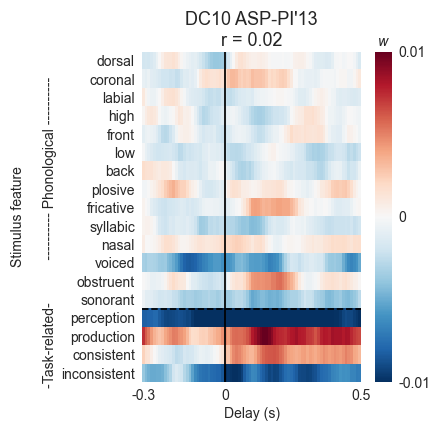 DC10 ASP-PI'13
r = 0.02
w
dorsal
coronal
labial
high
front
low
back
plosive
fricative
syllabic
nasal
voiced
obstruent
sonorant
perception
production
consistent
inconsistent
Stimulus feature
---------- Phonological ----------
-Task-related-
-0.3 0 0.5
Delay (s)
0.01
0
-0.01